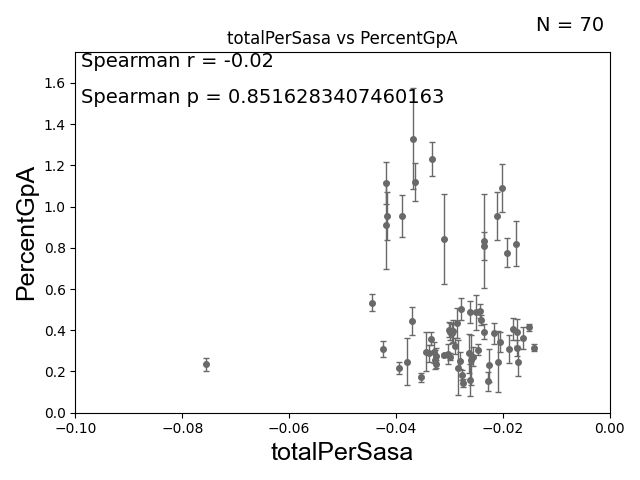 N = 70
totalPerSasa vs PercentGpA
Spearman r = -0.02
Spearman p = 0.8516283407460163
1.6
1.4
1.2
1.0
0.8
0.6
0.4
0.2
0.0
PercentGpA
−0.10 −0.08 −0.06 −0.04 −0.02 0.00
totalPerSasa